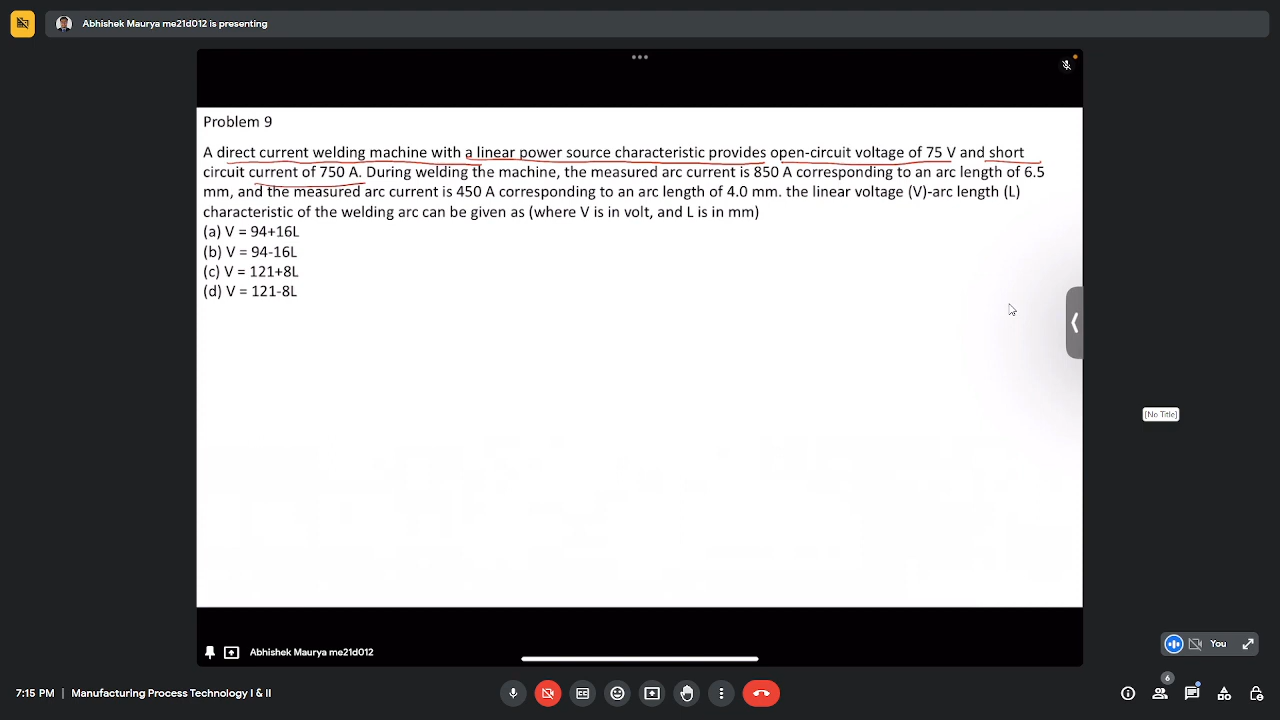 Abhishek Maurya me21d012 is presenting
Problem 9
A direct current welding machine with a linear power source characteristic provides open-circuit voltage of 75 V and short
circuit current of 750 A. During welding the machine, the measured arc current is 850 A corresponding to an arc length of 6.5
mm, and the measured arc current is 450 A corresponding to an arc length of 4.0 mm. the linear voltage (V)-arc length (L)
characteristic of the welding arc can be given as (where V is in volt, and L is in mm)
(a) V = 94+16L
(b) V = 94-16L
(c) V = 121+8L
(d) V = 121-8L
[No Title]
You
Abhishek Maurya me21d012
7:15 PM | Manufacturing Process Technology I & II
6